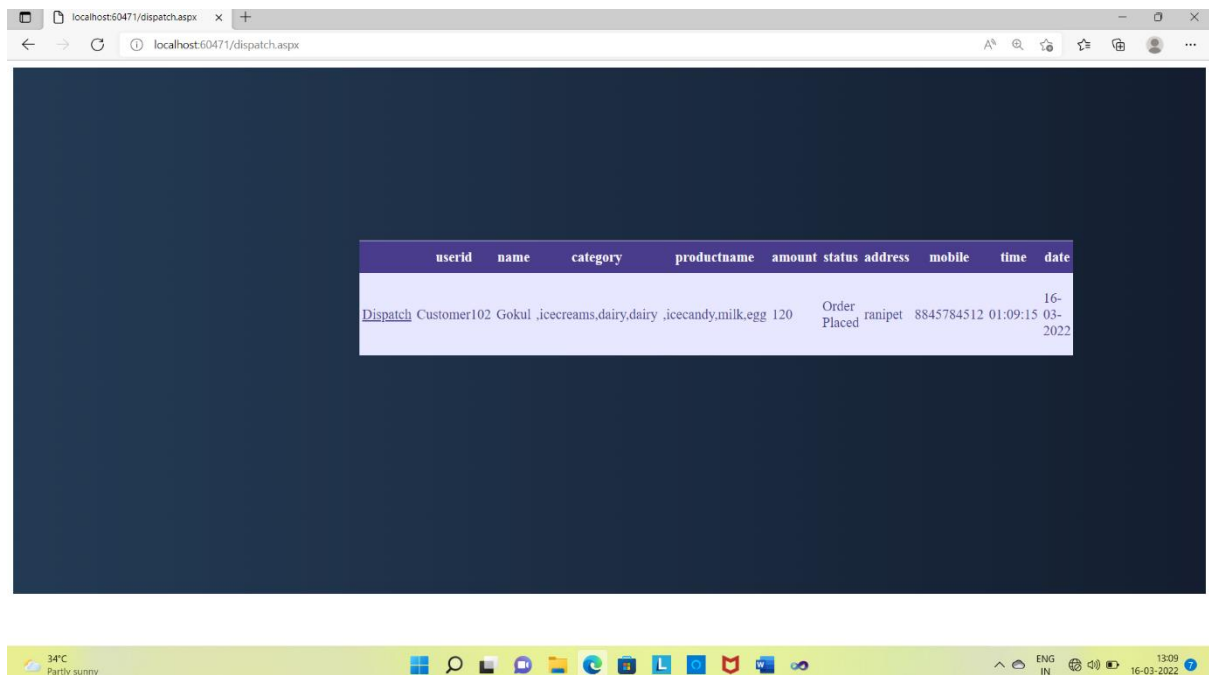 localhost:60471/dispatch.aspx
localhost:60471/dispatch.aspx
userid name category productname amount status address mobile time date
Dispatch Customer102 Gokul ,icecreams,dairy,dairy ,icecandy,milk,egg 120 Order Placed ranipet 8845784512 01:09:15 16-03-2022
34°C
Partly sunny
ENG
IN
13:09
16-03-2022
7